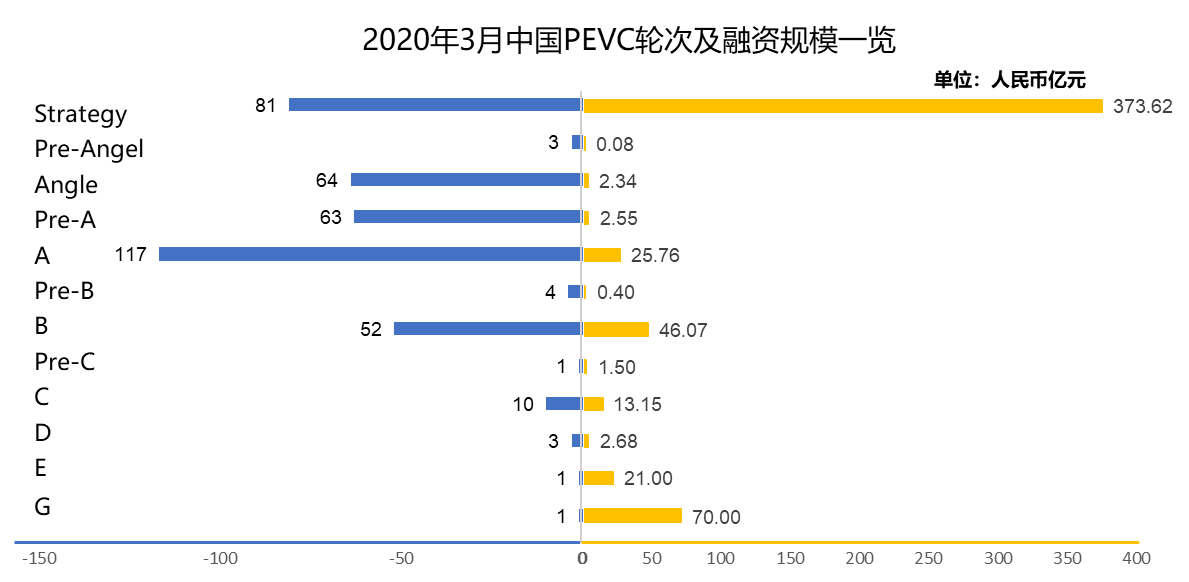 2020年3月中国PEVC轮次及融资规模一览
单位：人民币亿元
Strategy 81 373.62
Pre-Angel 3 0.08
Angle 64 2.34
Pre-A 63 2.55
A 117 25.76
Pre-B 4 0.40
B 52 46.07
Pre-C 1 1.50
C 10 13.15
D 3 2.68
E 1 21.00
G 1 70.00
-150 -100 -50 0 0 50 100 150 200 250 300 350 400